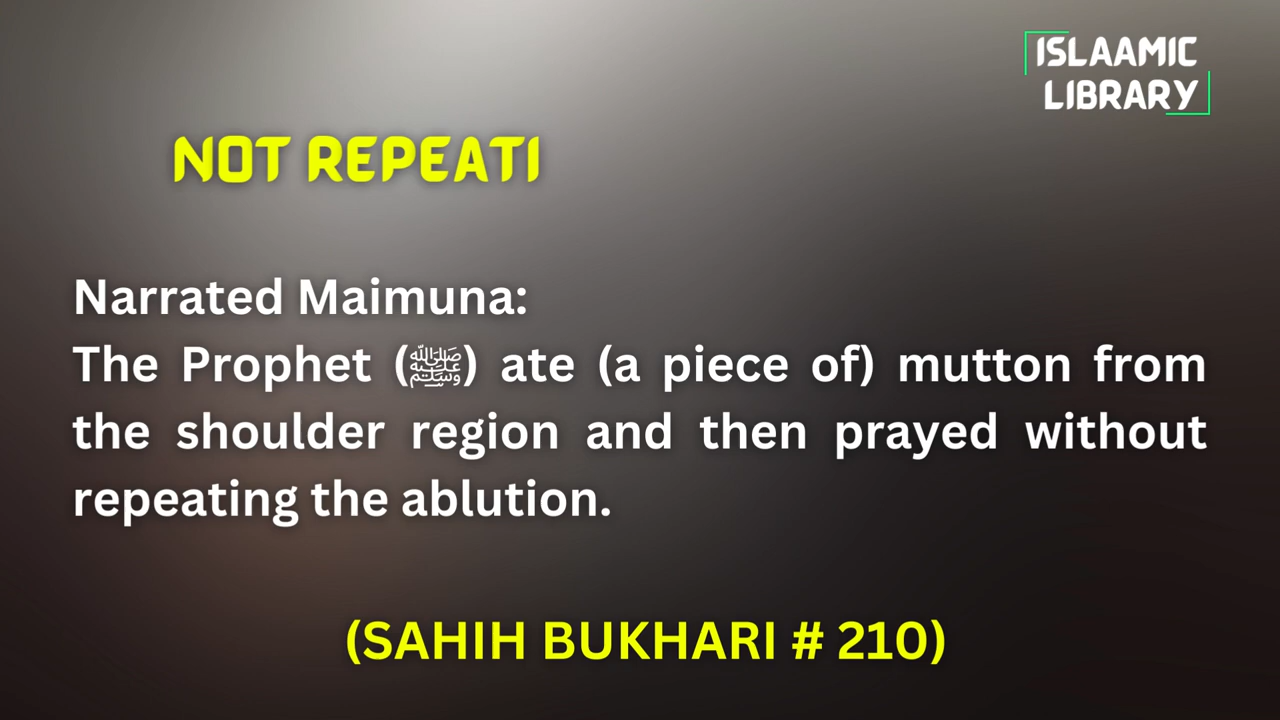 ISLAAMIC
LIBRARY
NOT REPEATI
Narrated Maimuna:
The Prophet (ﷺ) ate (a piece of) mutton from
the shoulder region and then prayed without
repeating the ablution.
(SAHIH BUKHARI # 210)